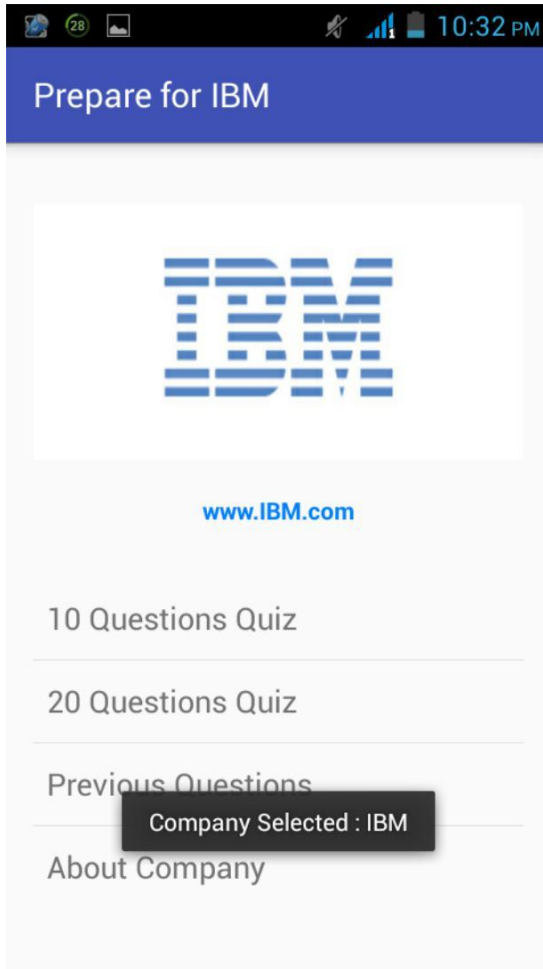 28
1
10:32 PM
Prepare for IBM
IBM
www.IBM.com
10 Questions Quiz
20 Questions Quiz
Previous Questions
Company Selected : IBM
About Company